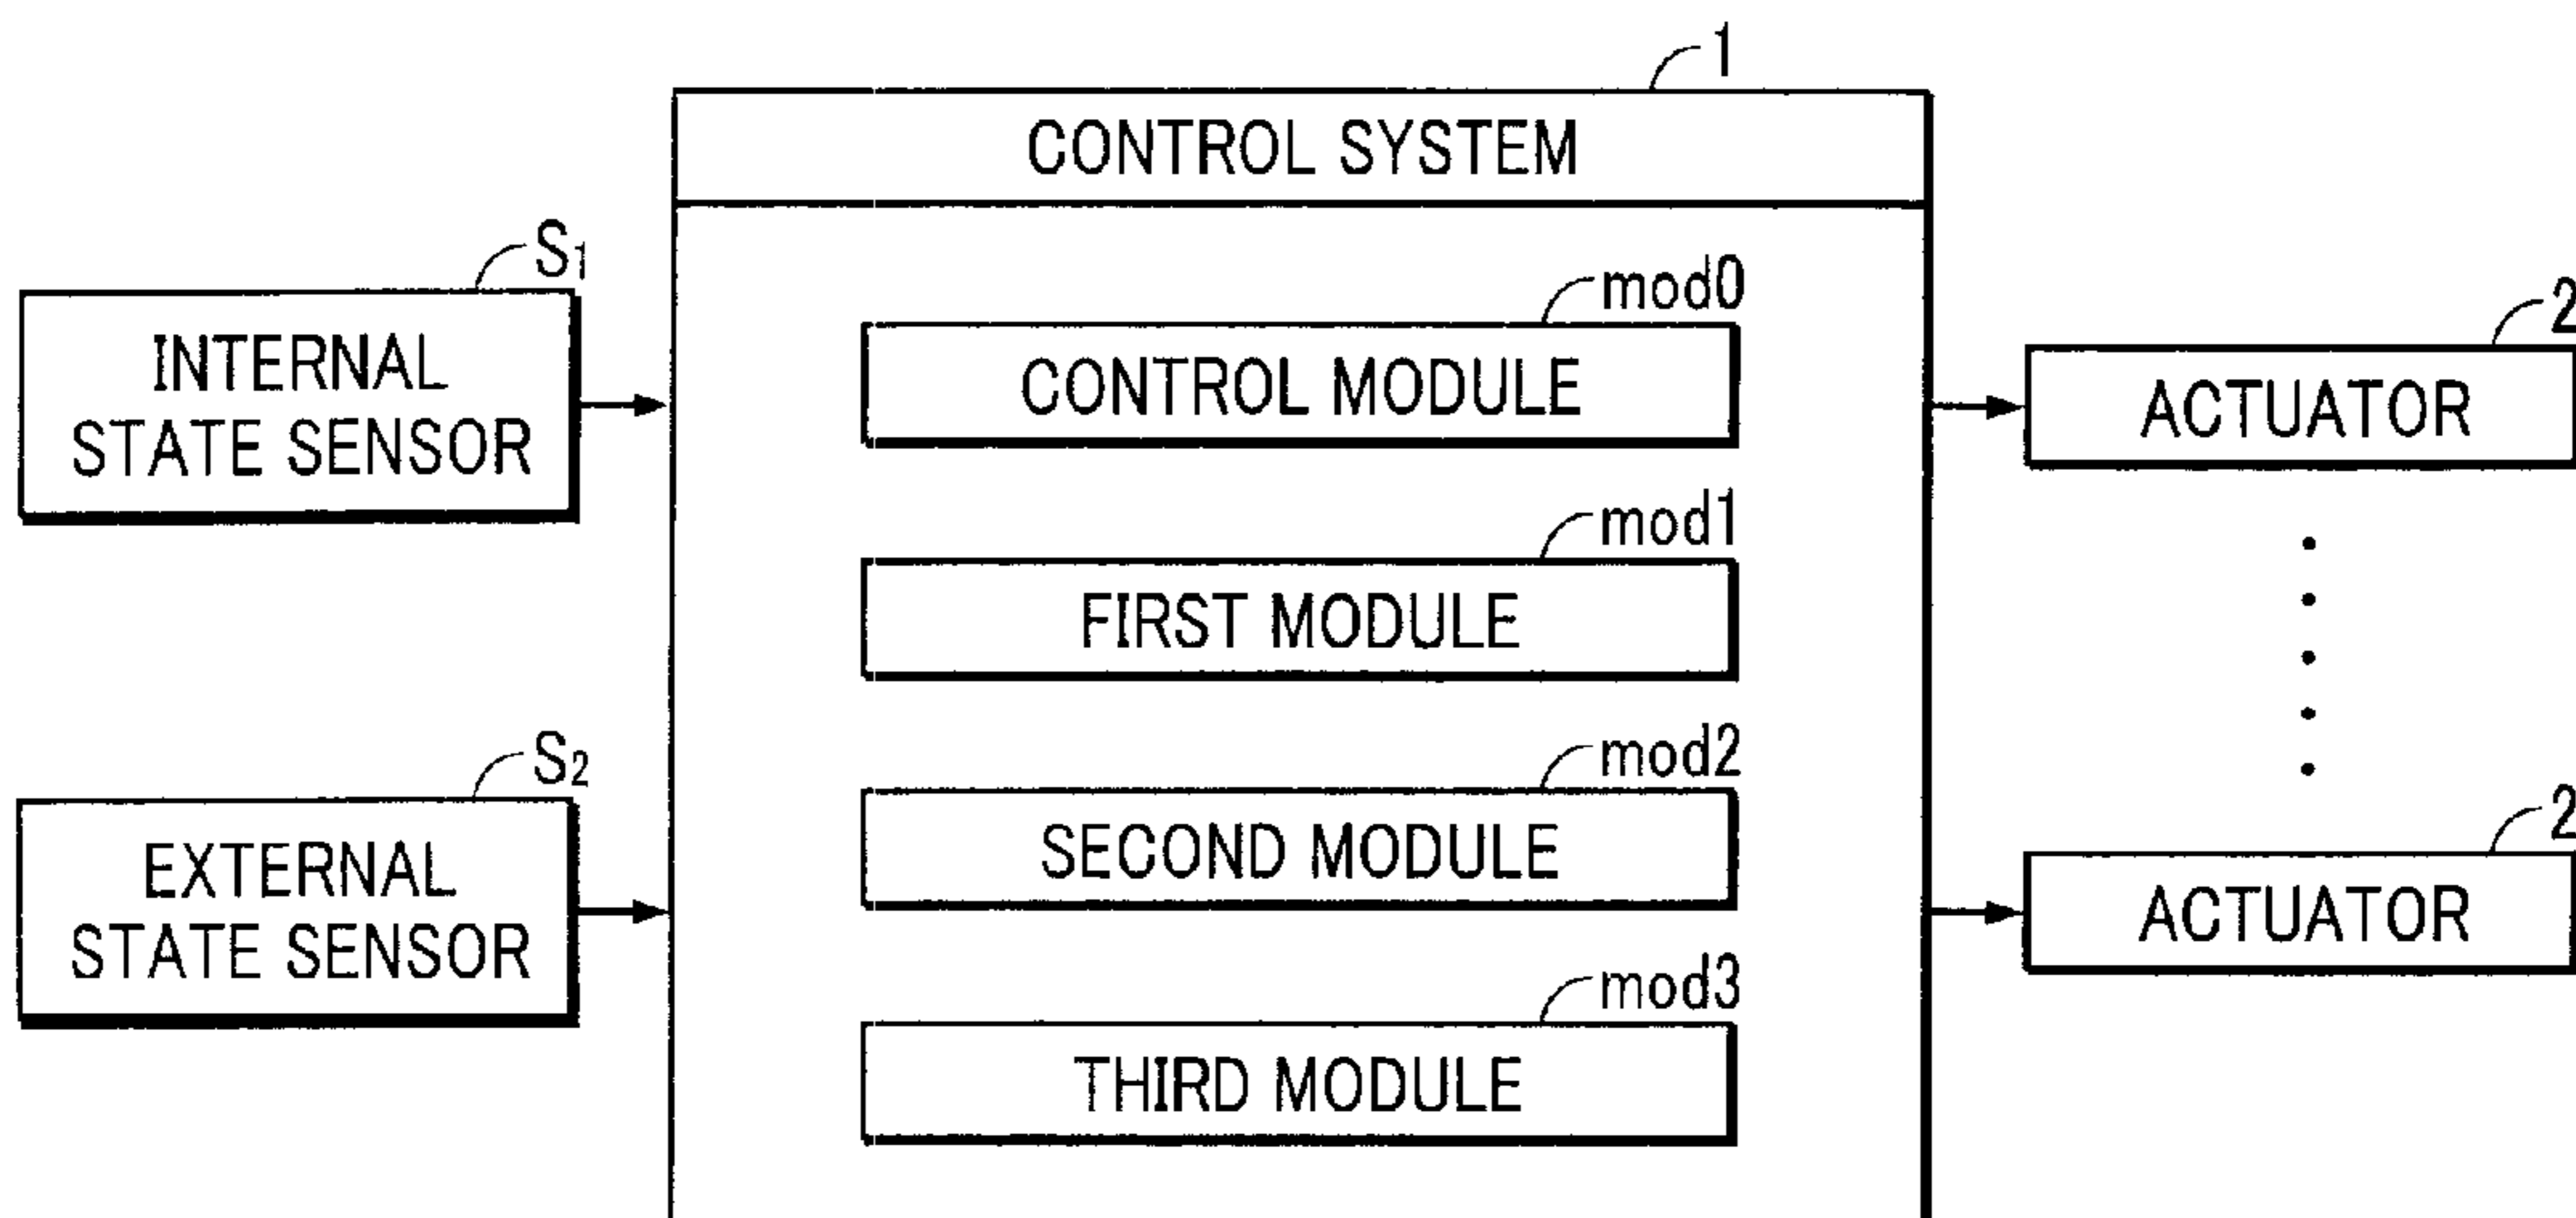 1
CONTROL SYSTEM
S1
INTERNAL
STATE SENSOR
mod0
CONTROL MODULE
mod1
FIRST MODULE
S2
EXTERNAL
STATE SENSOR
mod2
SECOND MODULE
mod3
THIRD MODULE
2
ACTUATOR
2
ACTUATOR